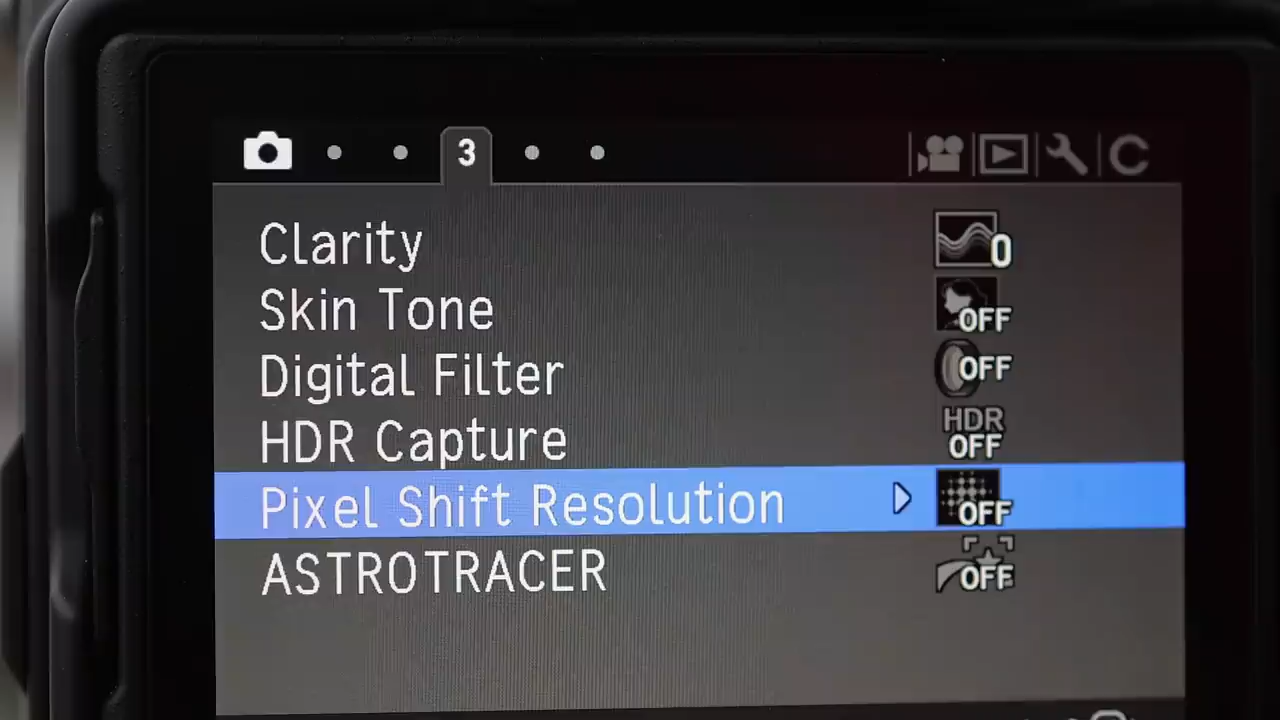 3 C
Clarity 0
Skin Tone OFF
Digital Filter OFF
HDR Capture HDR OFF
Pixel Shift Resolution OFF
ASTROTRACER OFF